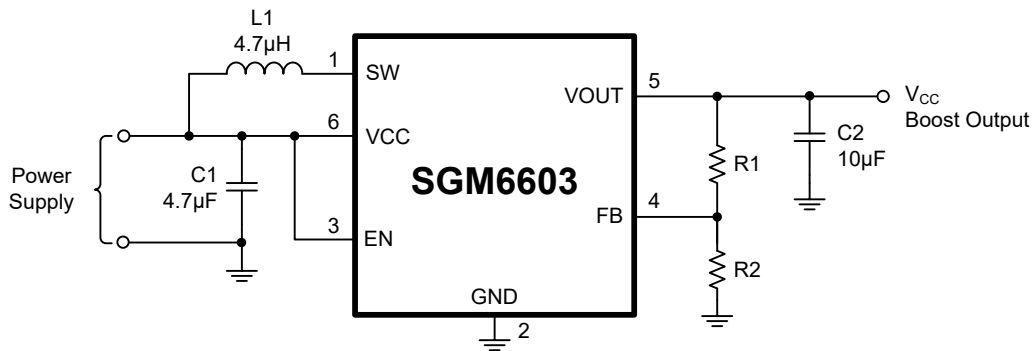 L1
4.7µH
1
SW
6
VCC
Power
Supply
C1
4.7µF
3
EN
SGM6603
GND
2
VOUT
5
V_CC
Boost Output
C2
10µF
R1
4
FB
R2